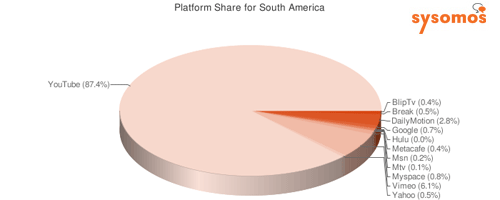 Platform Share for South America
sysomos
YouTube (87.4%)
BlipTv (0.4%)
Break (0.5%)
DailyMotion (2.8%)
Google (0.7%)
Hulu (0.0%)
Metacafe (0.4%)
Msn (0.2%)
Mtv (0.1%)
Myspace (0.8%)
Vimeo (6.1%)
Yahoo (0.5%)